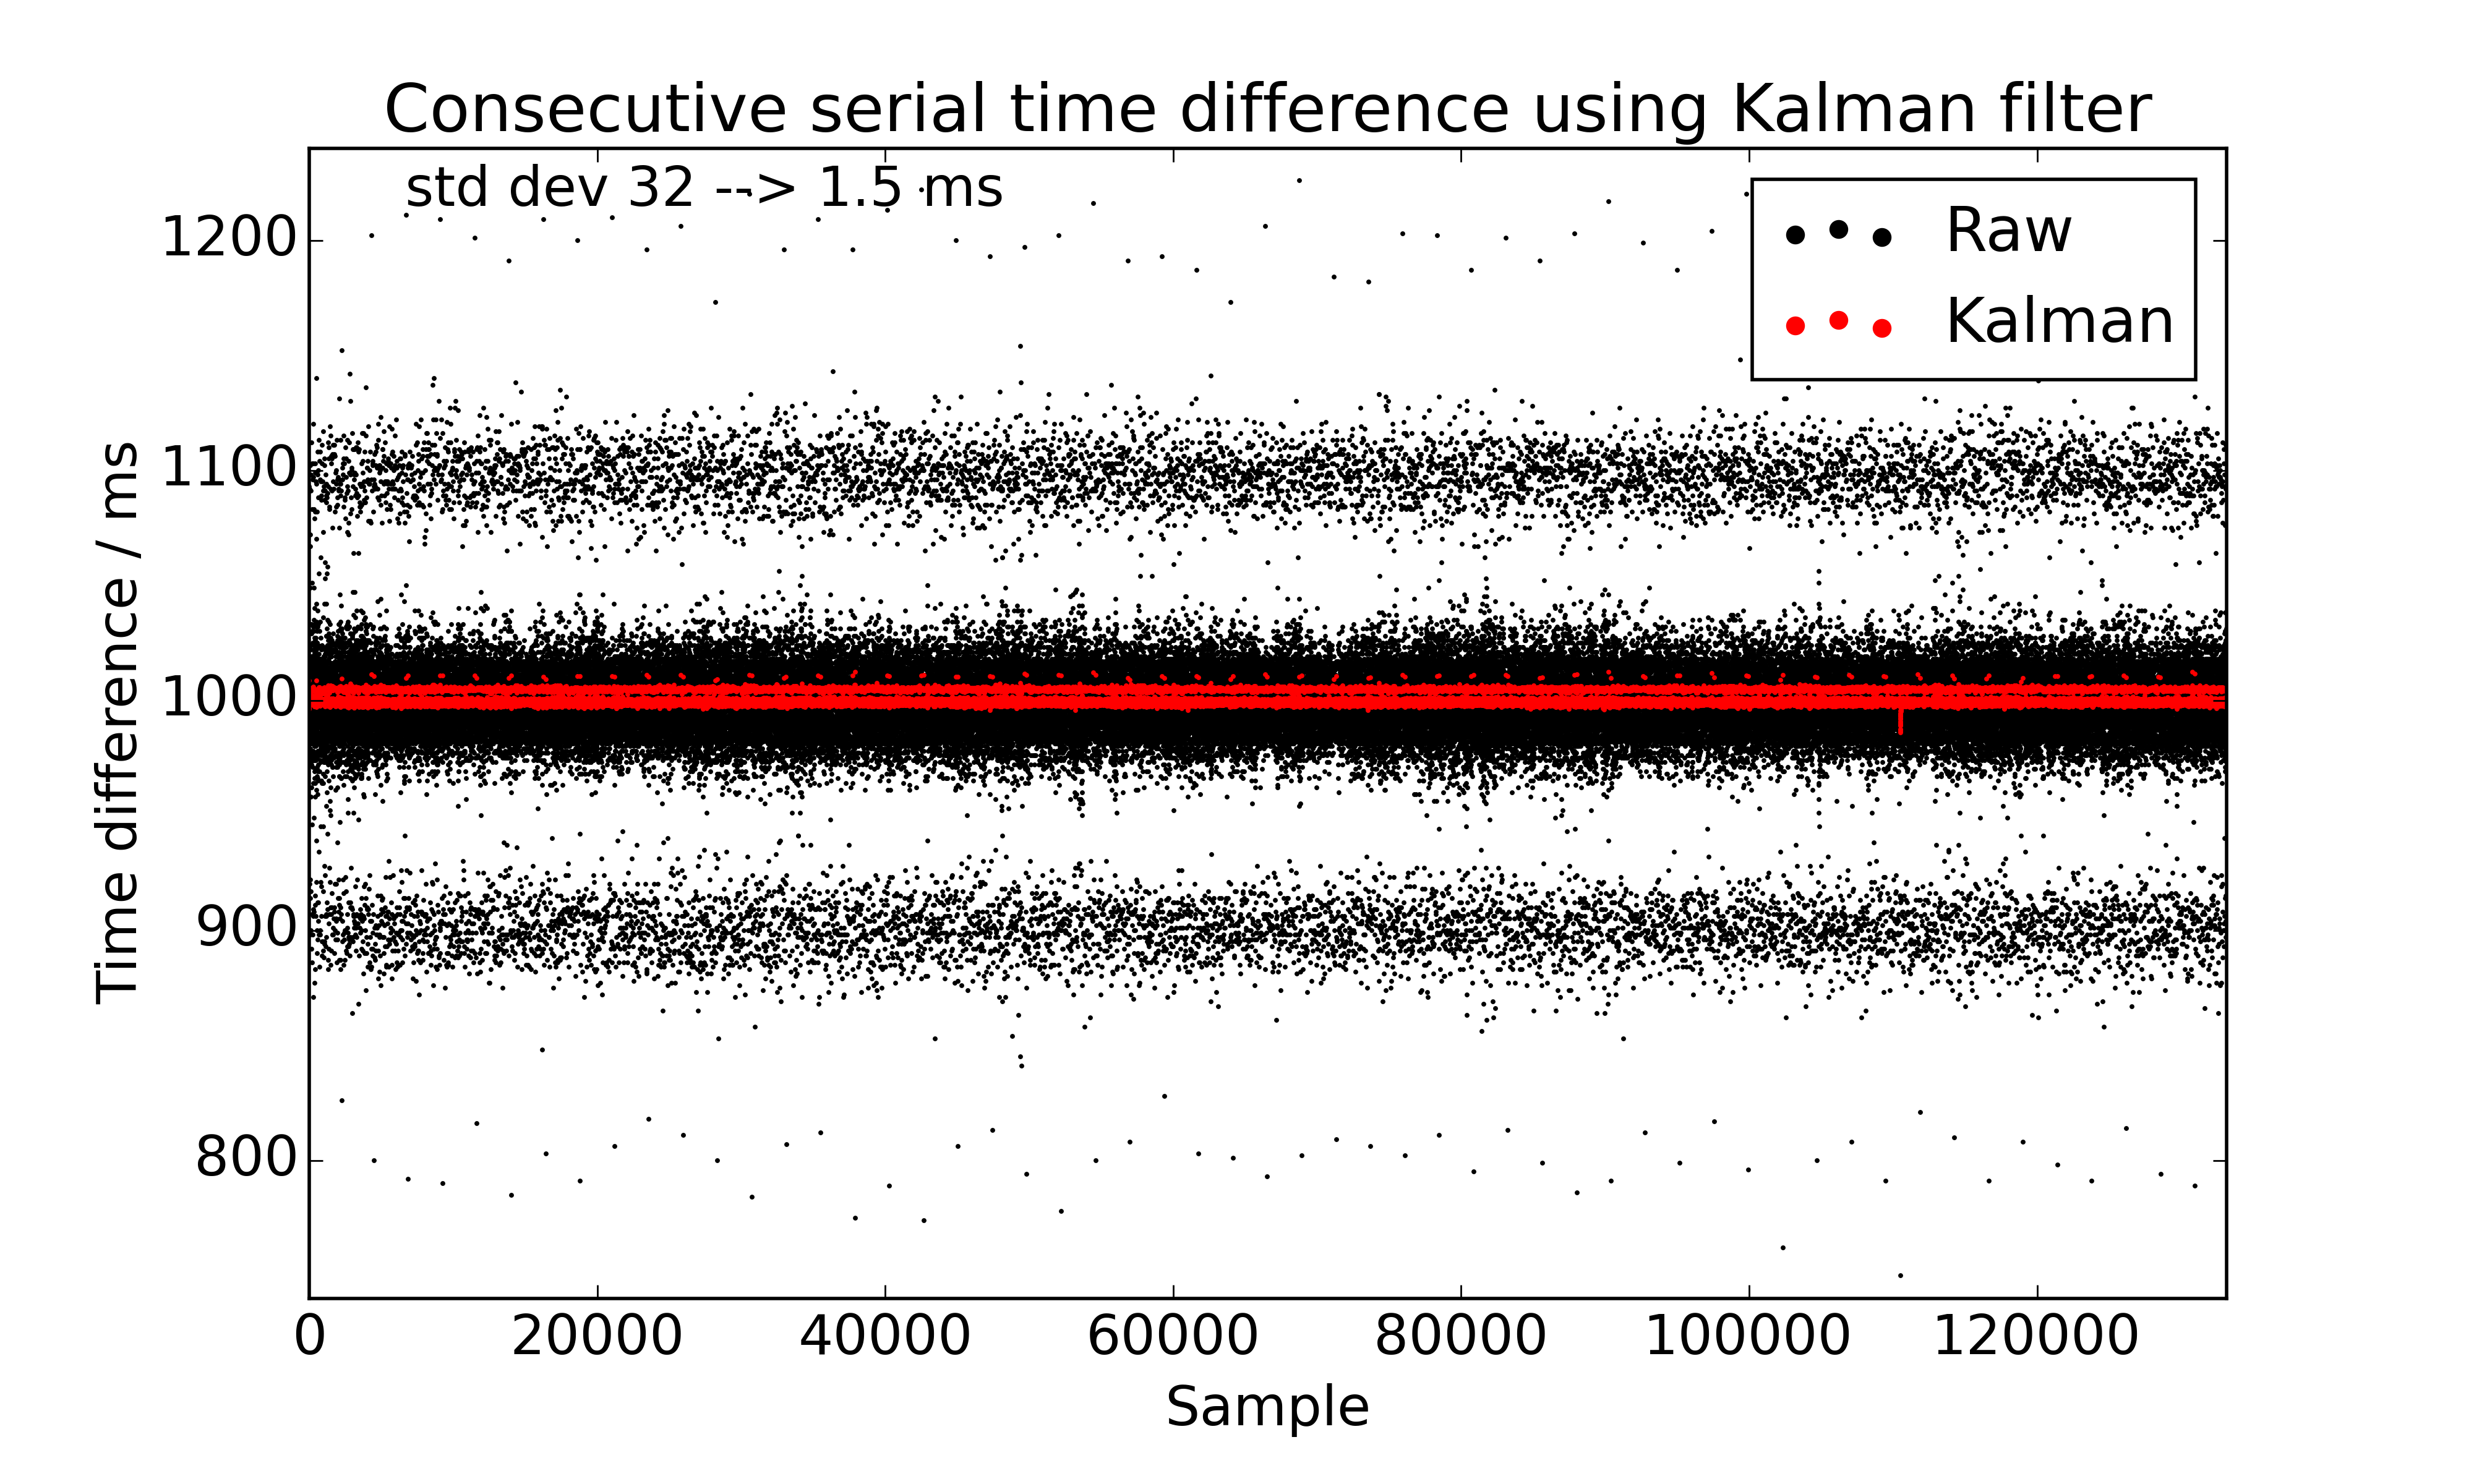 Consecutive serial time difference using Kalman filter
std dev 32 --> 1.5 ms
Raw
Kalman
Time difference / ms
1200
1100
1000
900
800
0 20000 40000 60000 80000 100000 120000
Sample